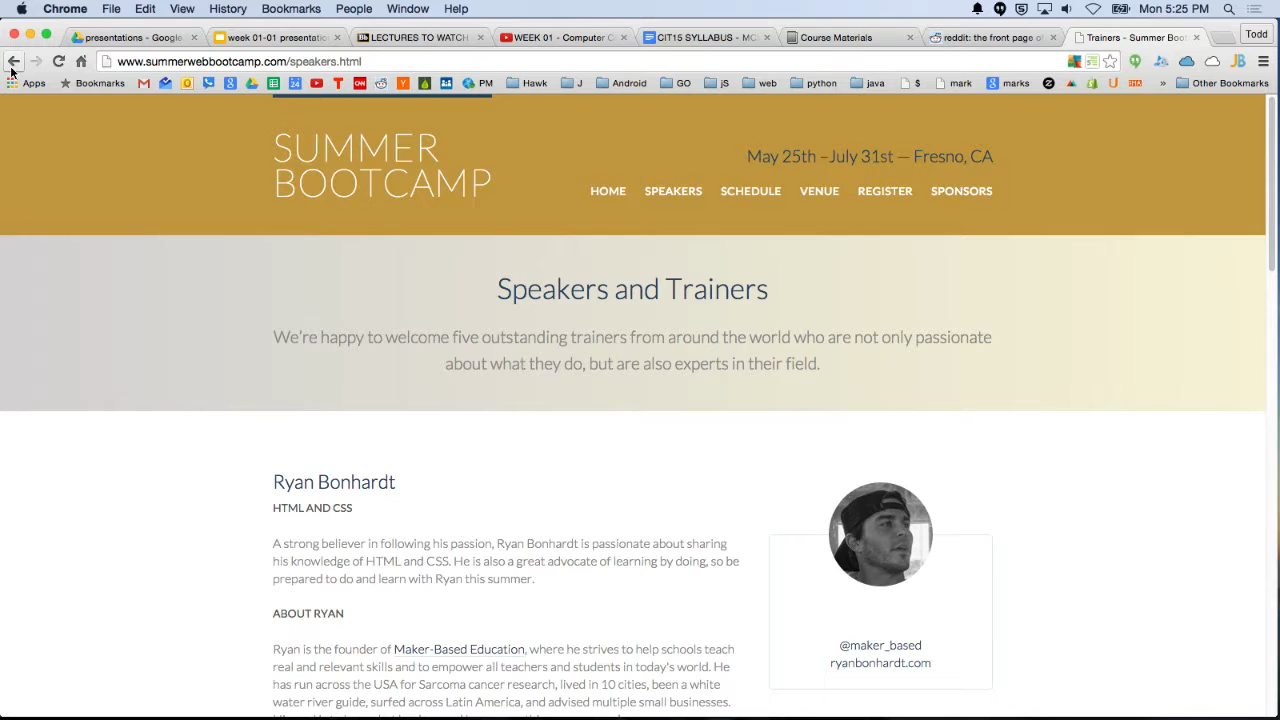 Chrome File Edit View History Bookmarks People Window Help Mon 5:25 PM
presentations - Google WEEK 01-01 presentati LECTURES TO WATCH WEEK 01 - Computer C CIT15 SYLLABUS - MC Course Materials reddit: the front page of Trainers - Summer Boot Todd
www.summerwebbootcamp.com/speakers.html
Apps Bookmarks PM Hawk J Android GO jS web python java $ mark marks » Other Bookmarks
SUMMER
BOOTCAMP
May 25th –July 31st — Fresno, CA
HOME SPEAKERS SCHEDULE VENUE REGISTER SPONSORS
Speakers and Trainers
We're happy to welcome five outstanding trainers from around the world who are not only passionate
about what they do, but are also experts in their field.
Ryan Bonhardt
HTML AND CSS
A strong believer in following his passion, Ryan Bonhardt is passionate about sharing
his knowledge of HTML and CSS. He is also a great advocate of learning by doing, so be
prepared to do and learn with Ryan this summer.
ABOUT RYAN
Ryan is the founder of Maker-Based Education, where he strives to help schools teach
real and relevant skills and to empower all teachers and students in today's world. He
has run across the USA for Sarcoma cancer research, lived in 10 cities, been a white
water river guide, surfed across Latin America, and advised multiple small businesses.
@maker_based
ryanbonhardt.com